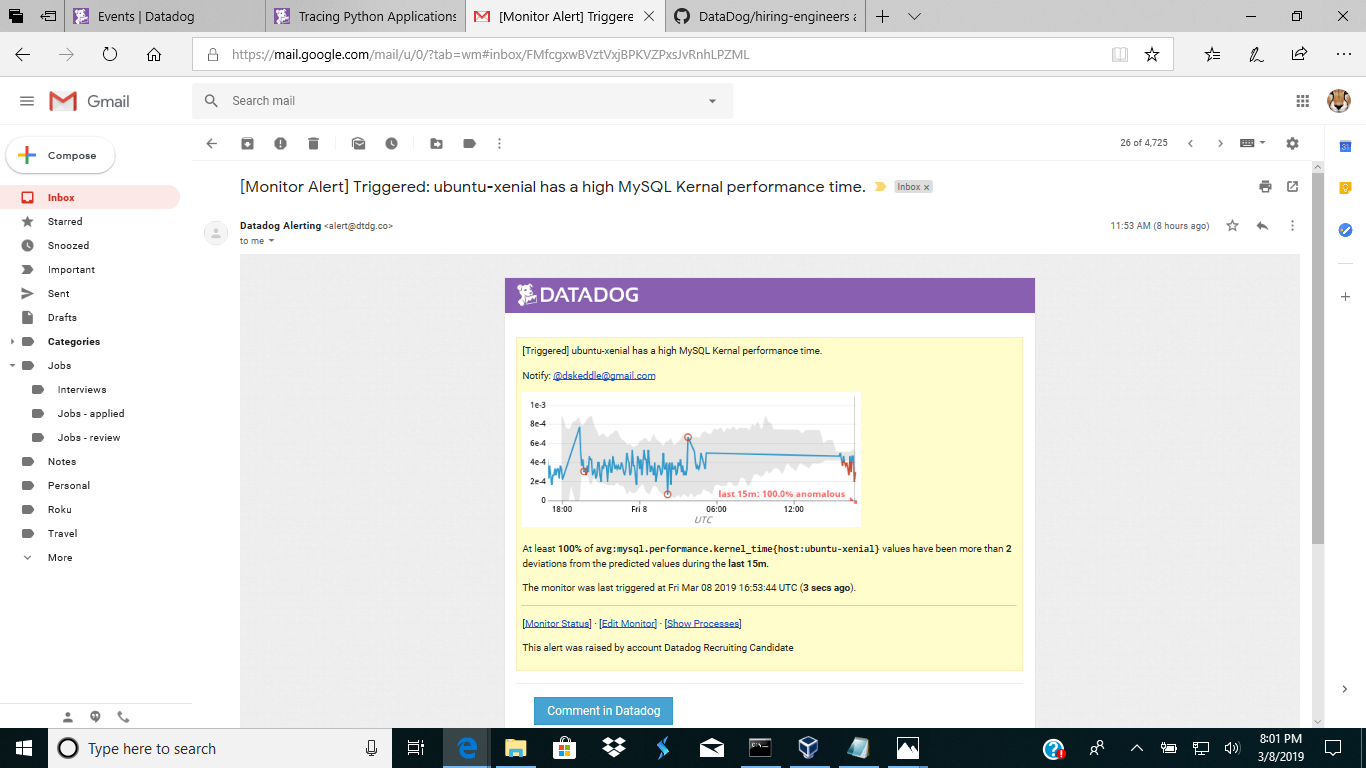 Events | Datadog
Tracing Python Applications
[Monitor Alert] Triggere
DataDog/hiring-engineers a
https://mail.google.com/mail/u/0/?tab=wm#inbox/FMfcgxwBVztVxjBPKVZPxsJvRnhLPZML
Gmail
Search mail
Compose
26 of 4,725
Inbox
Starred
Snoozed
Important
Sent
Drafts
Categories
Jobs
Interviews
Jobs - applied
Jobs - review
Notes
Personal
Roku
Travel
More
[Monitor Alert] Triggered: ubuntu-xenial has a high MySQL Kernal performance time.
Inbox x
Datadog Alerting <alert@dtdg.co>
11:53 AM (8 hours ago)
to me
DATADOG
[Triggered] ubuntu-xenial has a high MySQL Kernal performance time.
Notify: @dskeddle@gmail.com
1e-3
8e-4
6e-4
4e-4
2e-4
0
last 15m: 100.0% anomalous
18:00 Fri 8 06:00 12:00
UTC
At least 100% of avg:mysql.performance.kernel_time{host:ubuntu-xenial} values have been more than 2
deviations from the predicted values during the last 15m.
The monitor was last triggered at Fri Mar 08 2019 16:53:44 UTC (3 secs ago).
[Monitor Status] · [Edit Monitor] · [Show Processes]
This alert was raised by account Datadog Recruiting Candidate
Comment in Datadog
Type here to search
8:01 PM
3/8/2019